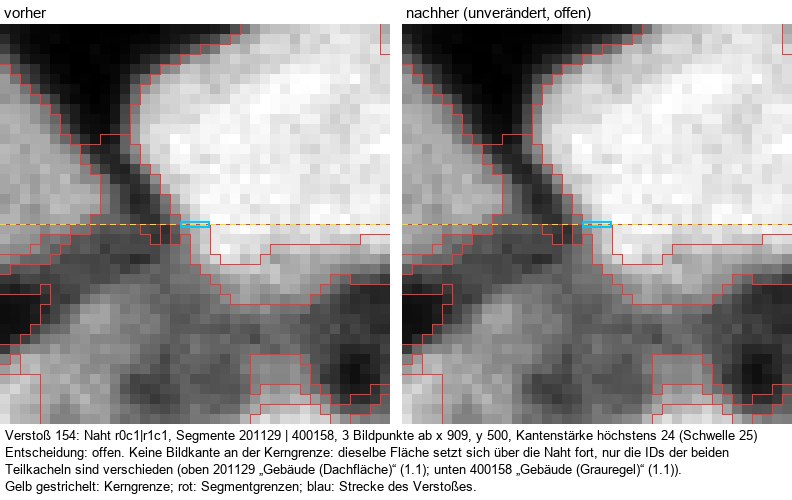 vorher
nachher (unverändert, offen)
Verstoß 154: Naht r0c1|r1c1, Segmente 201129 | 400158, 3 Bildpunkte ab x 909, y 500, Kantenstärke höchstens 24 (Schwelle 25)
Entscheidung: offen. Keine Bildkante an der Kerngrenze: dieselbe Fläche setzt sich über die Naht fort, nur die IDs der beiden
Teilkacheln sind verschieden (oben 201129 „Gebäude (Dachfläche)“ (1.1); unten 400158 „Gebäude (Grauregel)“ (1.1)).
Gelb gestrichelt: Kerngrenze; rot: Segmentgrenzen; blau: Strecke des Verstoßes.